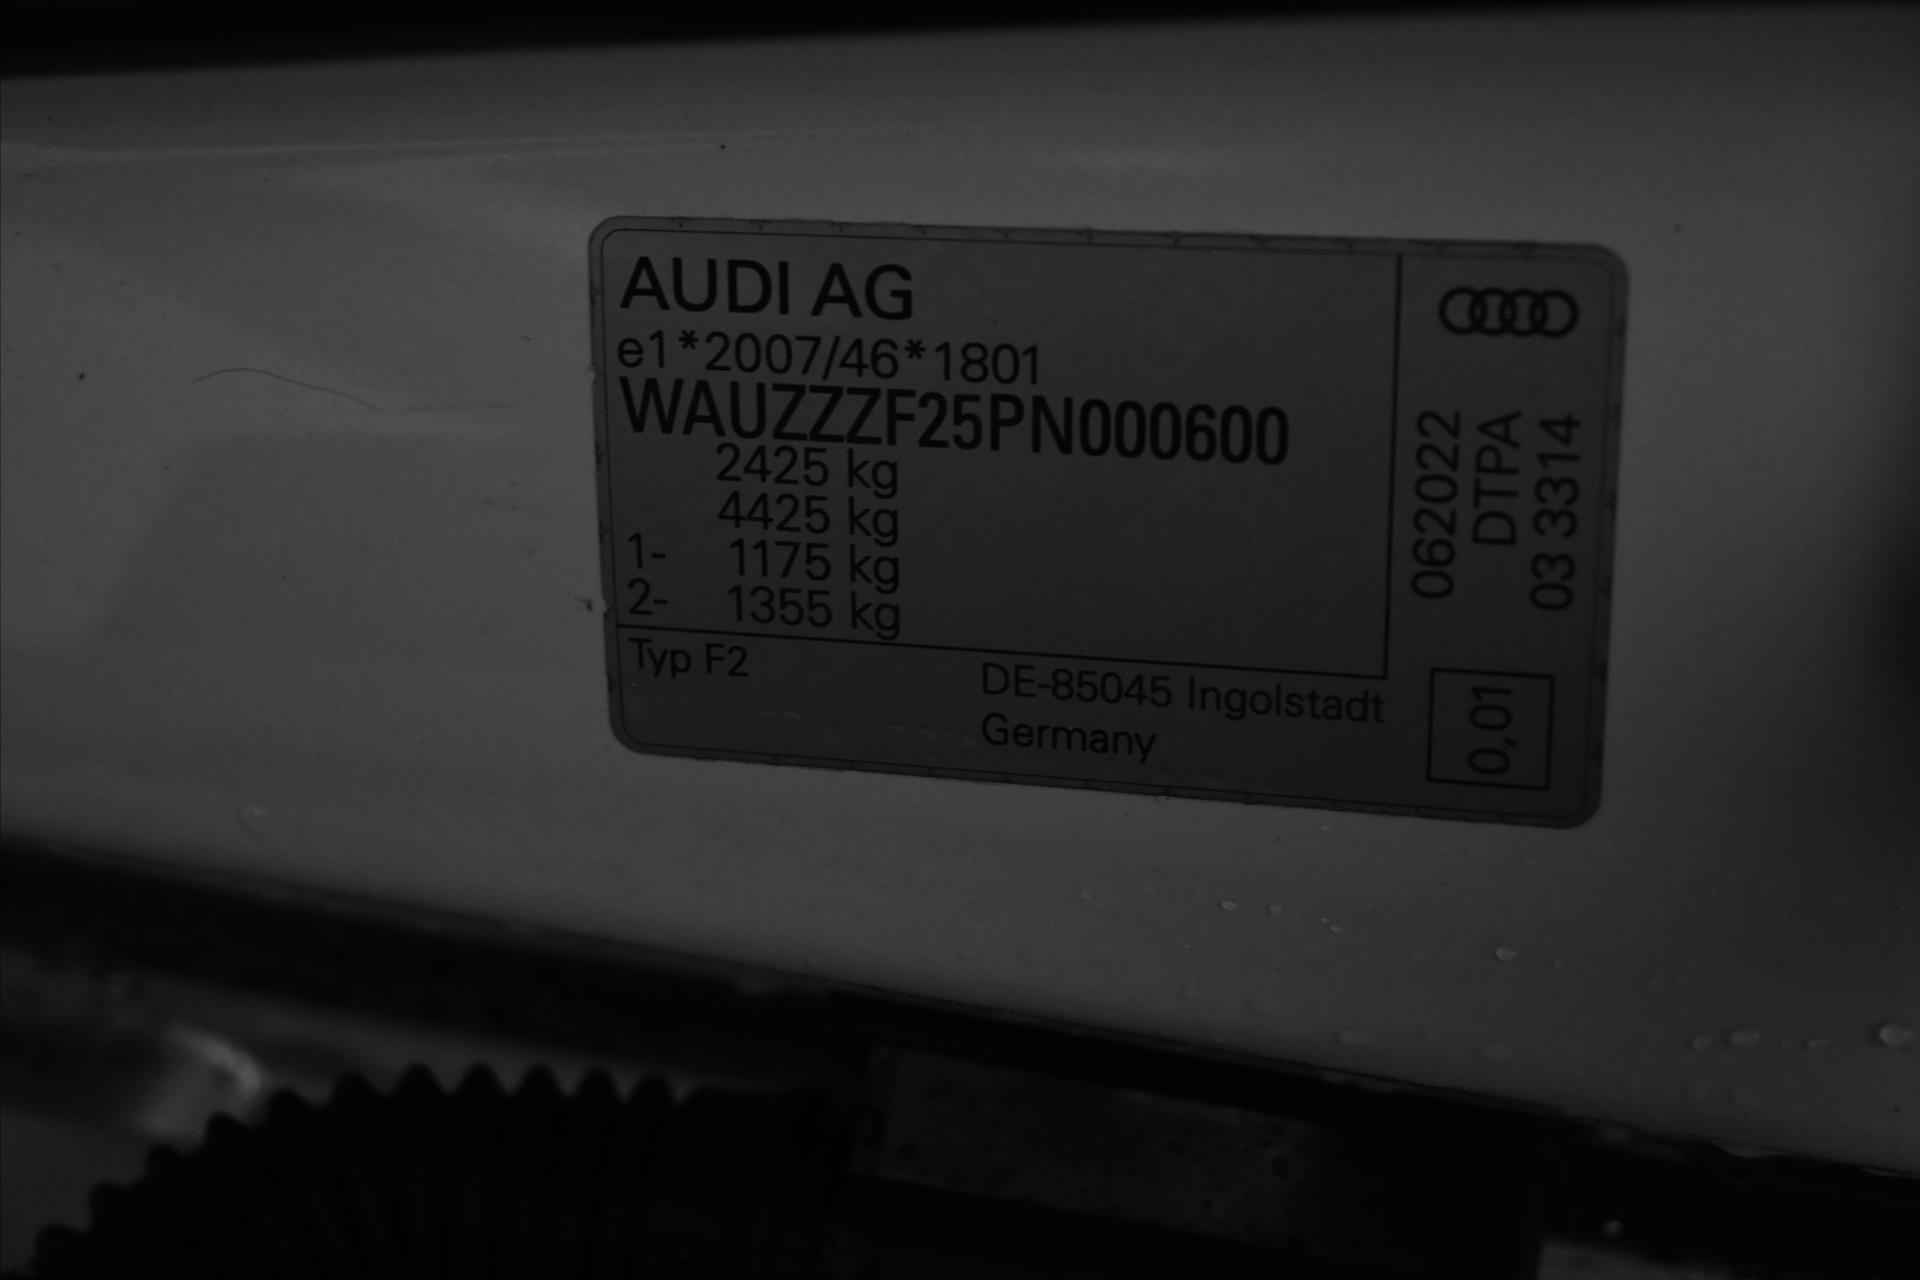 AUDI AG
e1*2007/46*1801
WAUZZZF25PN000600
2425 kg
4425 kg
1- 1175 kg
2- 1355 kg
Typ F2
DE-85045 Ingolstadt
Germany
062022
DTPA
03 3314
0,01